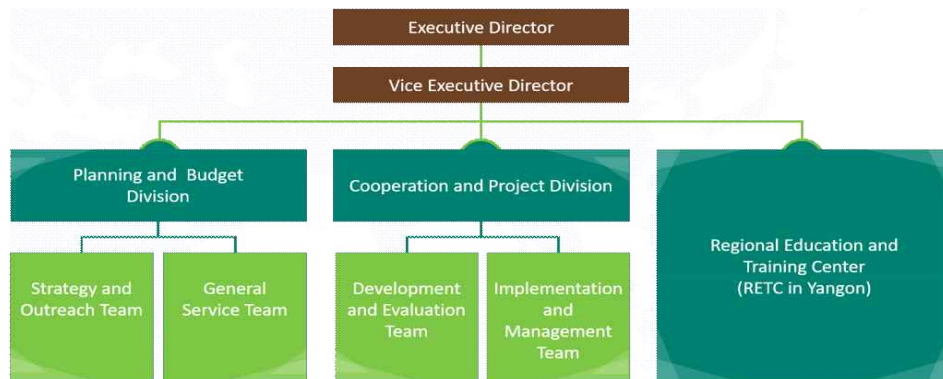 Executive Director
Vice Executive Director
Planning and Budget
Division
Cooperation and Project Division
Regional Education and
Training Center
(RETC in Yangon)
Strategy and
Outreach Team
General
Service Team
Development
and Evaluation
Team
Implementation
and
Management
Team